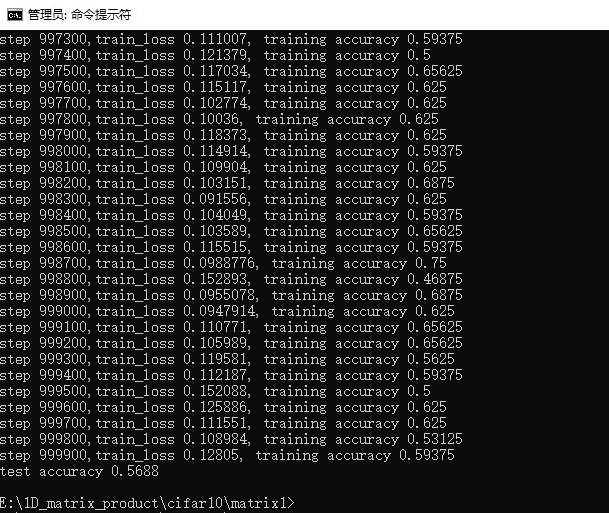 管理员: 命令提示符
step 997300,train_loss 0.111007, training accuracy 0.59375
step 997400,train_loss 0.121379, training accuracy 0.5
step 997500,train_loss 0.117034, training accuracy 0.65625
step 997600,train_loss 0.115117, training accuracy 0.625
step 997700,train_loss 0.102774, training accuracy 0.625
step 997800,train_loss 0.10036, training accuracy 0.625
step 997900,train_loss 0.118373, training accuracy 0.625
step 998000,train_loss 0.114914, training accuracy 0.59375
step 998100,train_loss 0.109904, training accuracy 0.625
step 998200,train_loss 0.103151, training accuracy 0.6875
step 998300,train_loss 0.091556, training accuracy 0.625
step 998400,train_loss 0.104049, training accuracy 0.59375
step 998500,train_loss 0.103589, training accuracy 0.65625
step 998600,train_loss 0.115515, training accuracy 0.59375
step 998700,train_loss 0.0988776, training accuracy 0.75
step 998800,train_loss 0.152893, training accuracy 0.46875
step 998900,train_loss 0.0955078, training accuracy 0.6875
step 999000,train_loss 0.0947914, training accuracy 0.625
step 999100,train_loss 0.110771, training accuracy 0.65625
step 999200,train_loss 0.105989, training accuracy 0.65625
step 999300,train_loss 0.119581, training accuracy 0.5625
step 999400,train_loss 0.112187, training accuracy 0.59375
step 999500,train_loss 0.152088, training accuracy 0.5
step 999600,train_loss 0.125886, training accuracy 0.625
step 999700,train_loss 0.111551, training accuracy 0.625
step 999800,train_loss 0.108984, training accuracy 0.53125
step 999900,train_loss 0.12805, training accuracy 0.59375
test accuracy 0.5688
E:\1D_matrix_product\cifar10\matrix1>